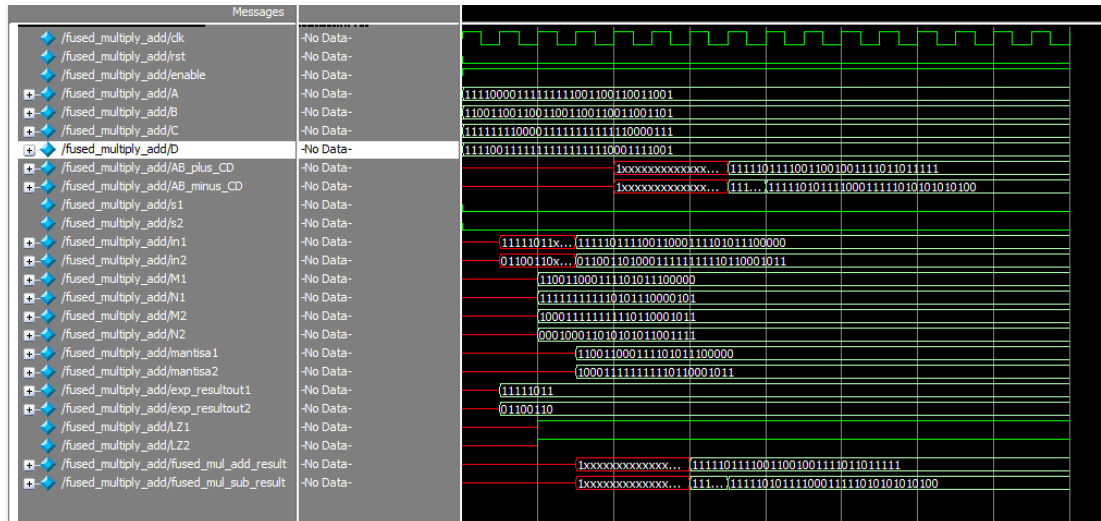 Messages
/fused_multiply_add/clk -No Data-
/fused_multiply_add/rst -No Data-
/fused_multiply_add/enable -No Data-
/fused_multiply_add/A -No Data- 11110000111111111001100110011001
/fused_multiply_add/B -No Data- 11001100110011001100110011001101
/fused_multiply_add/C -No Data- 11111111000011111111111110000111
/fused_multiply_add/D -No Data- 11110011111111111111110001111001
/fused_multiply_add/AB_plus_CD -No Data- 1xxxxxxxxxxxxx... 11111011110011001001111011011111
/fused_multiply_add/AB_minus_CD -No Data- 1xxxxxxxxxxxxx... 111... 11111010111100011111010101010100
/fused_multiply_add/s1 -No Data-
/fused_multiply_add/s2 -No Data-
/fused_multiply_add/in1 -No Data- 11111011x... 11111011110011000111101011100000
/fused_multiply_add/in2 -No Data- 01100110x... 01100110100011111111110110001011
/fused_multiply_add/M1 -No Data- 110011000111101011100000
/fused_multiply_add/N1 -No Data- 111111111110101110000101
/fused_multiply_add/M2 -No Data- 100011111111110110001011
/fused_multiply_add/N2 -No Data- 000100011010101011001111
/fused_multiply_add/mantisa1 -No Data- 110011000111101011100000
/fused_multiply_add/mantisa2 -No Data- 100011111111110110001011
/fused_multiply_add/exp_resultout1 -No Data- 11111011
/fused_multiply_add/exp_resultout2 -No Data- 01100110
/fused_multiply_add/LZ1 -No Data-
/fused_multiply_add/LZ2 -No Data-
/fused_multiply_add/fused_mul_add_result -No Data- 1xxxxxxxxxxxxx... 11111011110011001001111011011111
/fused_multiply_add/fused_mul_sub_result -No Data- 1xxxxxxxxxxxxx... 111... 11111010111100011111010101010100